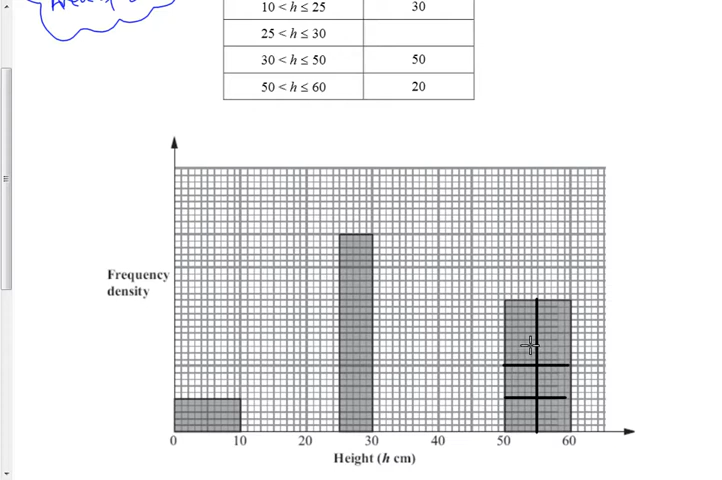 10 < h ≤ 25 30
25 < h ≤ 30
30 < h ≤ 50 50
50 < h ≤ 60 20
Frequency
density
0 10 20 30 40 50 60
Height (h cm)